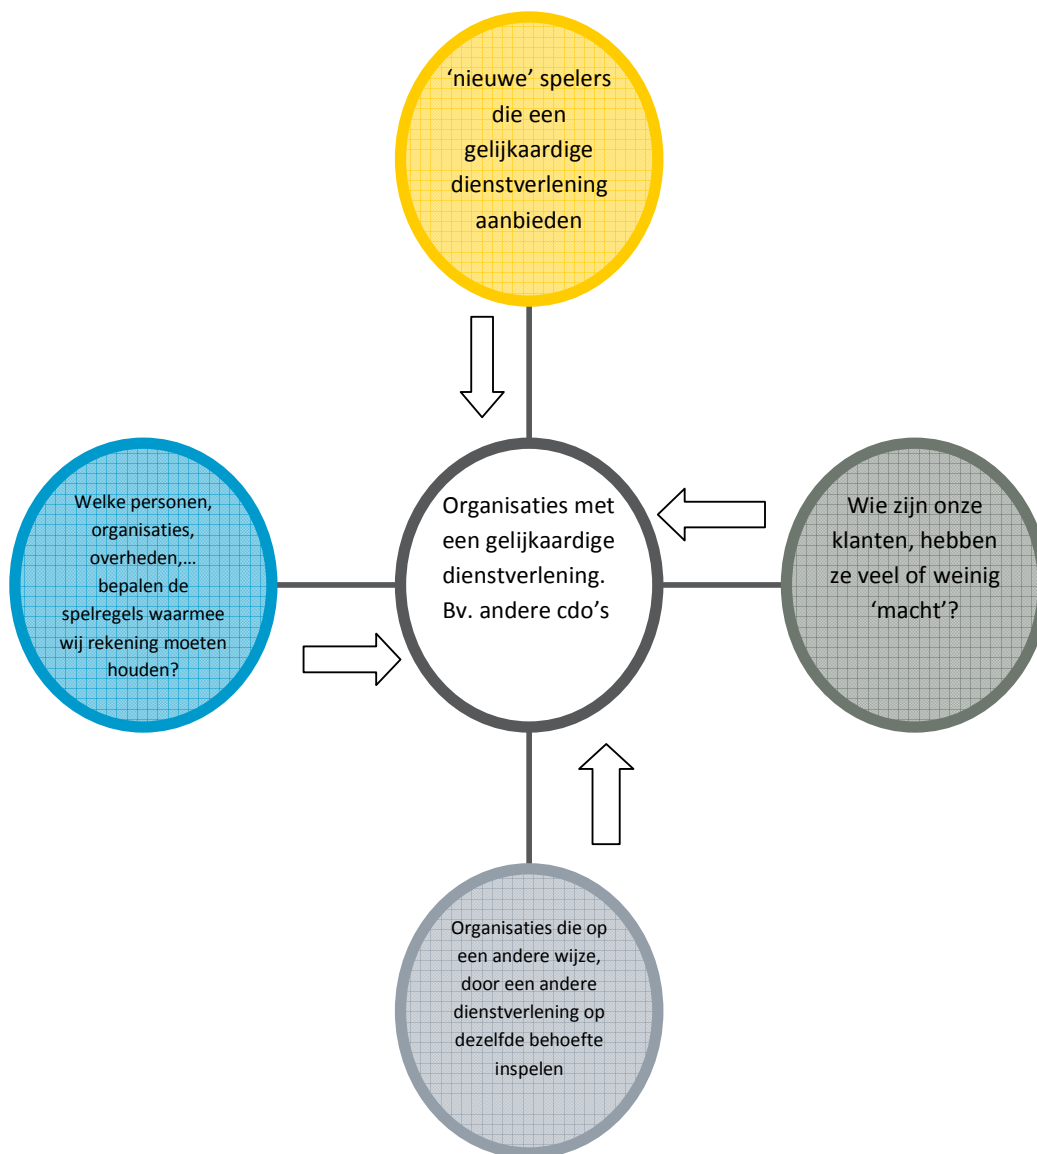 ‘nieuwe’ spelers
die een
gelijkaardige
dienstverlening
aanbieden
Welke personen,
organisaties,
overheden,...
bepalen de
spelregels waarmee
wij rekening moeten
houden?
Organisaties met
een gelijkaardige
dienstverlening.
Bv. andere cdo’s
Wie zijn onze
klanten, hebben
ze veel of weinig
‘macht’?
Organisaties die op
een andere wijze,
door een andere
dienstverlening op
dezelfde behoefte
inspelen